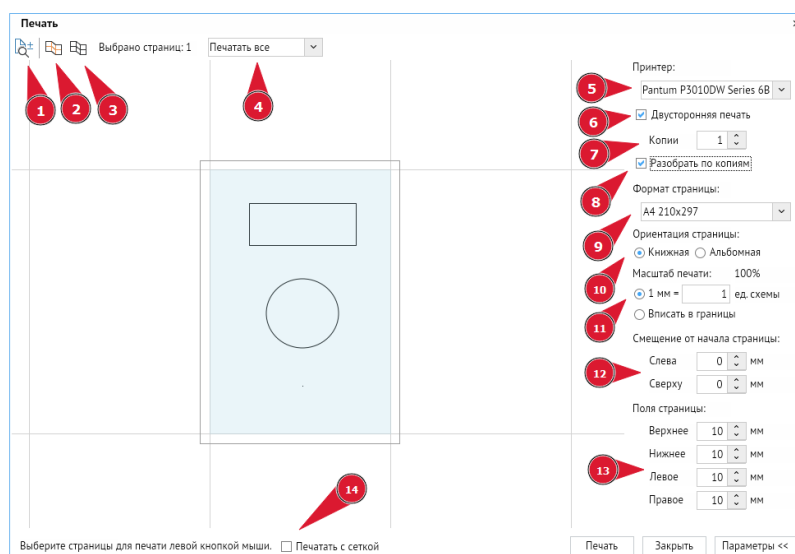 Печать
Выбрано страниц: 1 Печатать все
1 2 3 4
Принтер:
5 Pantum P3010DW Series 6B
6 Двусторонняя печать
7 Копии 1
8 Разобрать по копиям
Формат страницы:
9 A4 210x297
Ориентация страницы:
10 Книжная Альбомная
Масштаб печати: 100%
11 1 мм = 1 ед. схемы
Вписать в границы
Смещение от начала страницы:
Слева 0 мм
12 Сверху 0 мм
Поля страницы:
Верхнее 10 мм
Нижнее 10 мм
13 Левое 10 мм
Правое 10 мм
14
Выберите страницы для печати левой кнопкой мыши. Печатать с сеткой
Печать Закрыть Параметры <<